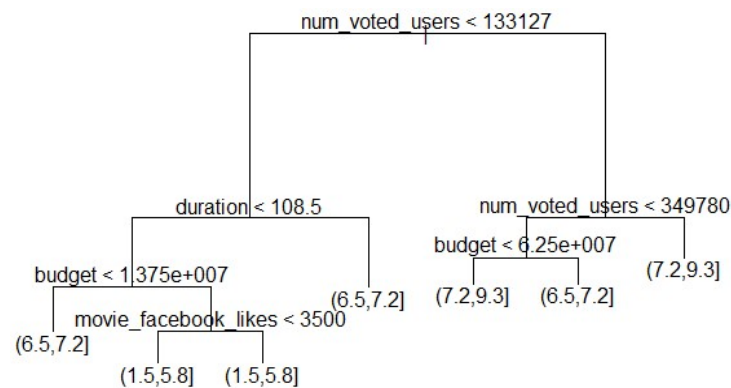 num_voted_users < 133127
duration < 108.5
num_voted_users < 349780
budget < 6.25e+007
budget < 1.375e+007
(7.2,9.3]
(7.2,9.3]
(6.5,7.2]
(6.5,7.2]
movie_facebook_likes < 3500
(6.5,7.2]
(1.5,5.8]
(1.5,5.8]